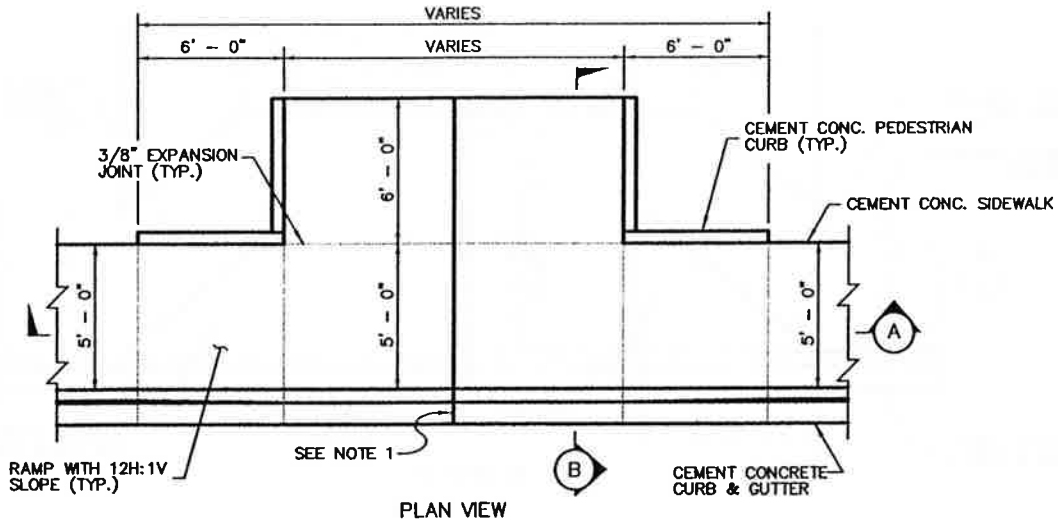 VARIES
6' - 0"
VARIES
6' - 0"
3/8" EXPANSION
JOINT (TYP.)
6' - 0"
CEMENT CONC. PEDESTRIAN
CURB (TYP.)
CEMENT CONC. SIDEWALK
5' - 0"
5' - 0"
5' - 0"
A
RAMP WITH 12H:1V
SLOPE (TYP.)
SEE NOTE 1
B
CEMENT CONCRETE
CURB & GUTTER
PLAN VIEW